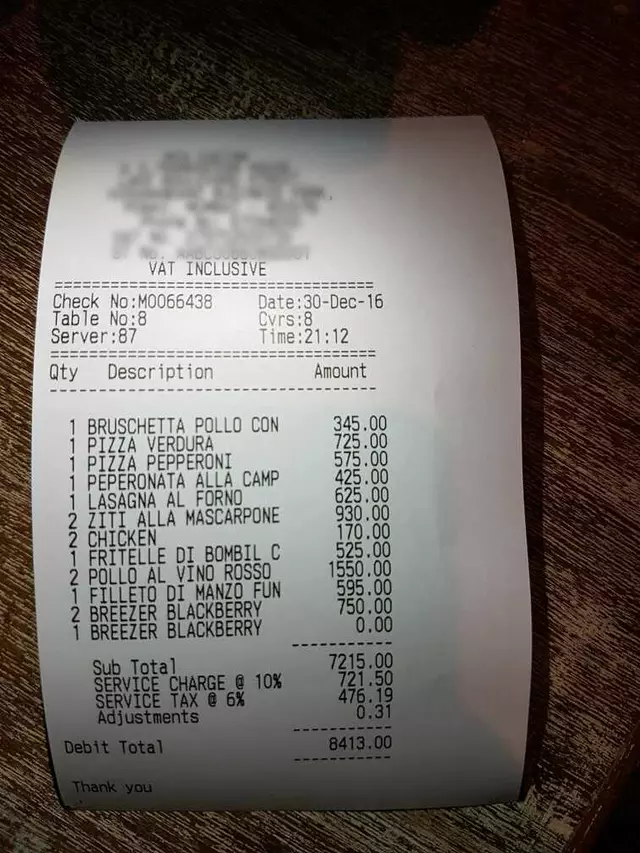 VAT INCLUSIVE
================================
Check No:M0066438 Date:30-Dec-16
Table No:8 Cvrs:8
Server:87 Time:21:12
================================
Qty Description Amount
--------------------------------
1 BRUSCHETTA POLLO CON 345.00
1 PIZZA VERDURA 725.00
1 PIZZA PEPPERONI 575.00
1 PEPERONATA ALLA CAMP 425.00
1 LASAGNA AL FORNO 625.00
2 ZITI ALLA MASCARPONE 930.00
2 CHICKEN 170.00
1 FRITELLE DI BOMBIL C 525.00
2 POLLO AL VINO ROSSO 1550.00
1 FILLETO DI MANZO FUN 595.00
2 BREEZER BLACKBERRY 750.00
1 BREEZER BLACKBERRY 0.00
----------
Sub Total 7215.00
SERVICE CHARGE @ 10% 721.50
SERVICE TAX @ 6% 476.19
Adjustments 0.31
----------
Debit Total 8413.00
----------
Thank you